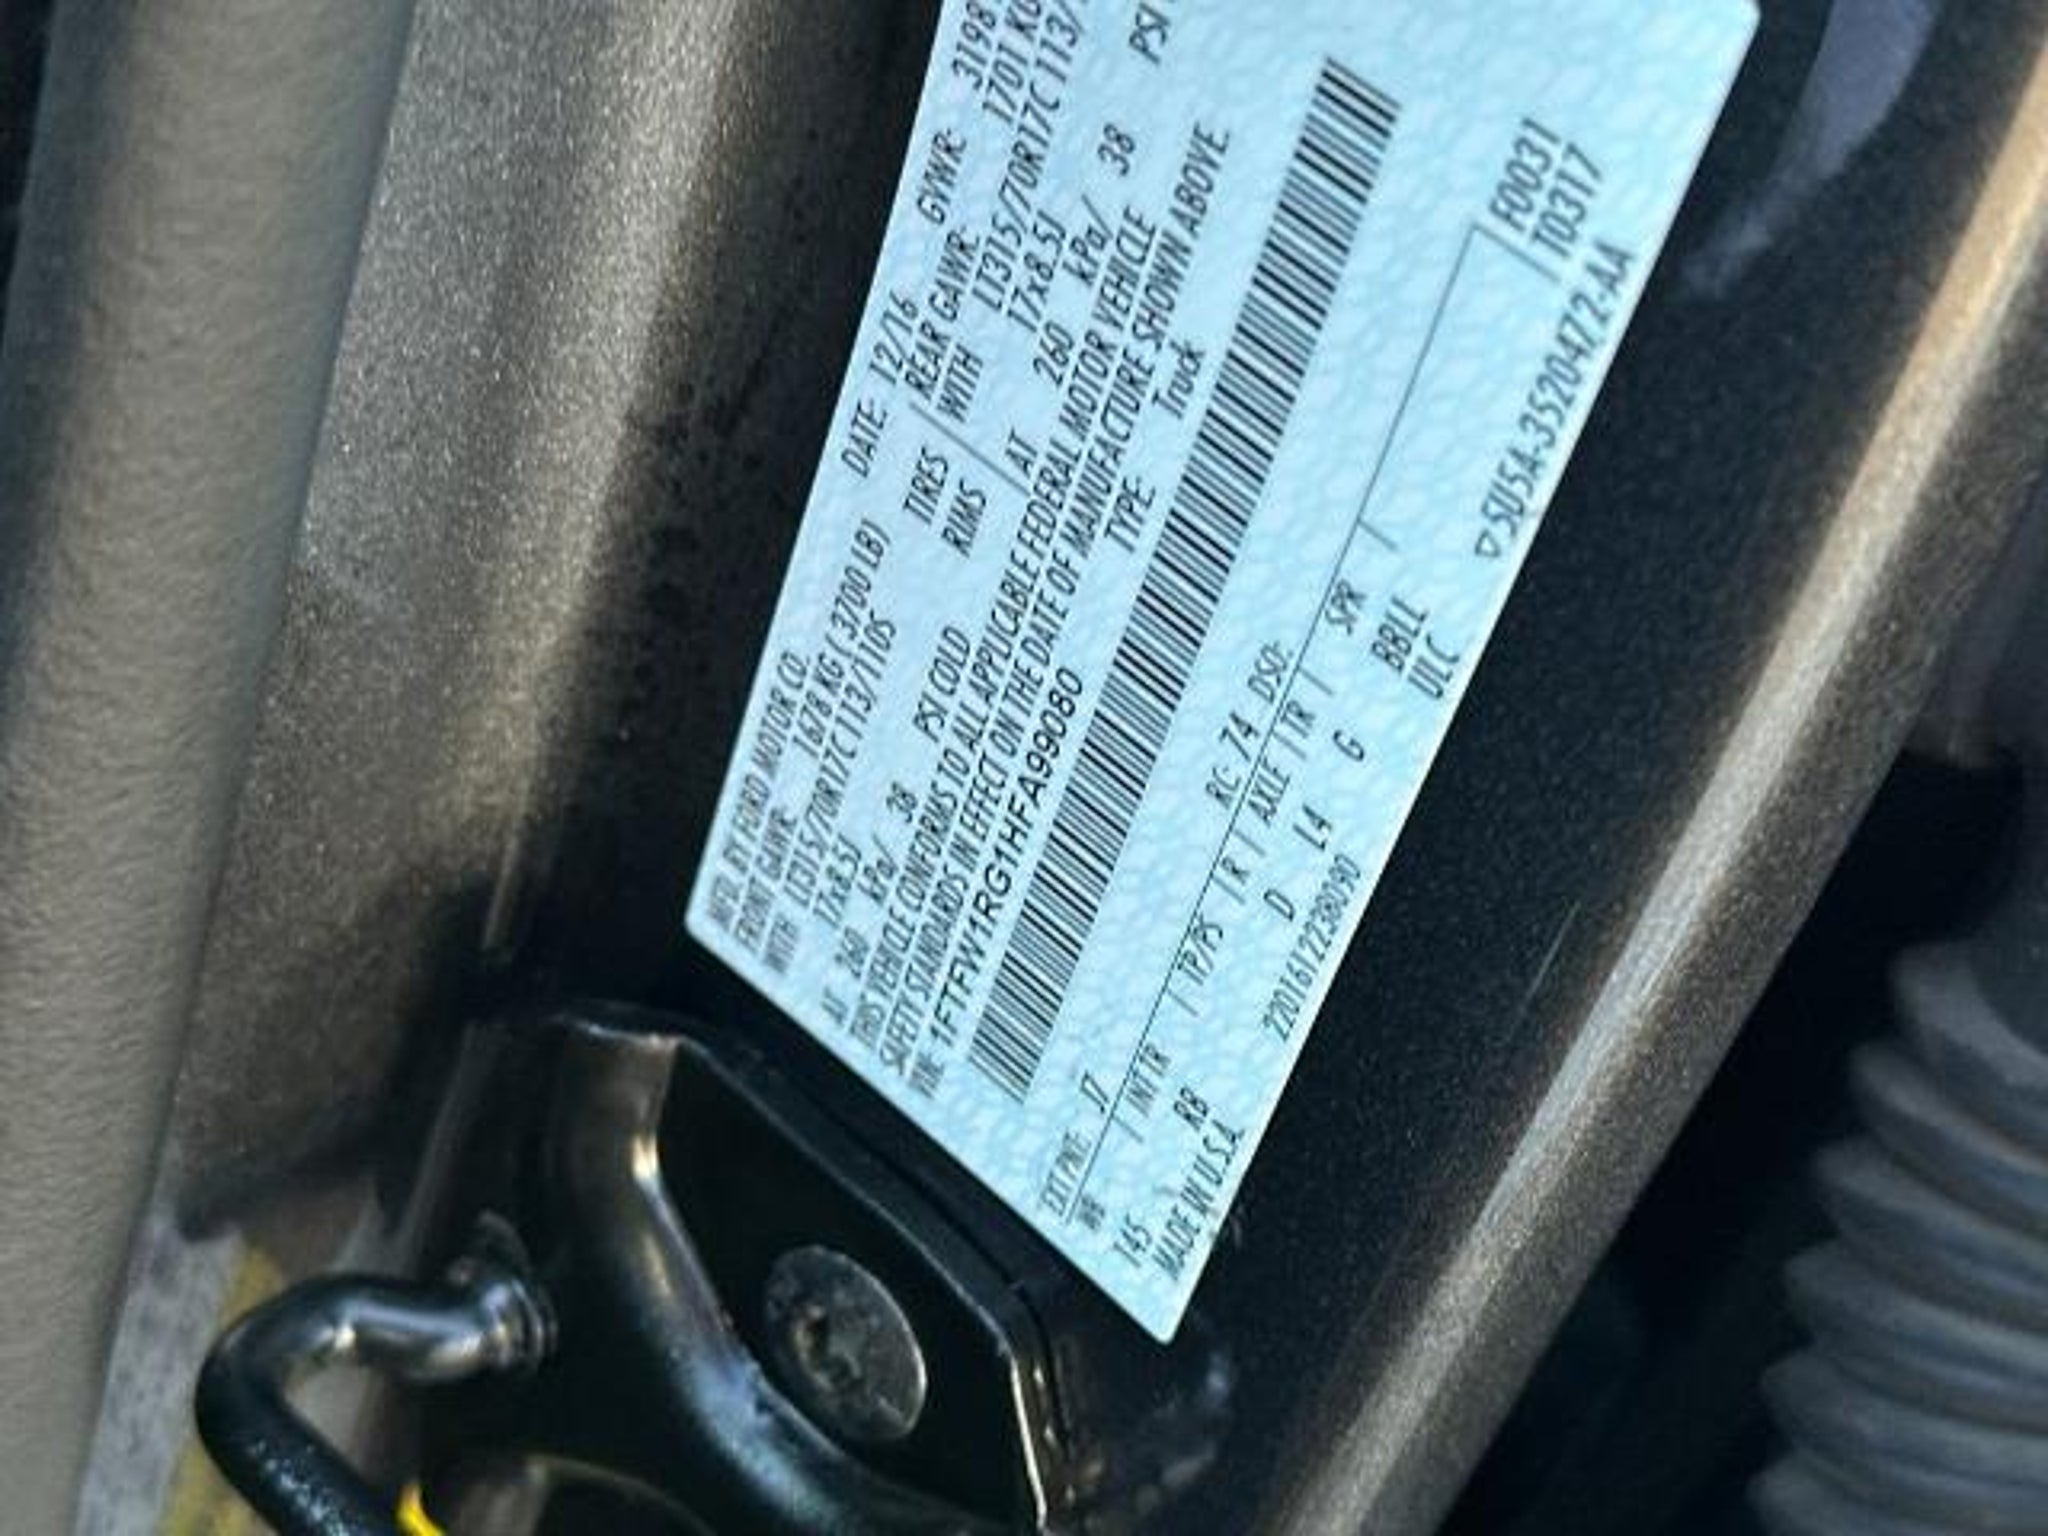 MFD. BY FORD MOTOR CO.
DATE: 12/16 GVWR: 3198
FRONT GAWR: 1678 KG ( 3700 LB) REAR GAWR: 1701 KG
WITH LT315/70R17C 113/110S TIRES WITH LT315/70R17C 113/
17x8.5J RIMS 17x8.5J
AT 260 kPa/ 38 PSI COLD AT 260 kPa/ 38 PSI
THIS VEHICLE CONFORMS TO ALL APPLICABLE FEDERAL MOTOR VEHICLE
SAFETY STANDARDS IN EFFECT ON THE DATE OF MANUFACTURE SHOWN ABOVE.
VIN: 1FTFW1RG1HFA99080 TYPE: Truck
EXT PNT: J7 RC: 74 DSO: F0031
WB / INTR / TP/PS / R / AXLE / TR / SPR / T0317
145 RB D L4 G BBLL
MADE IN U.S.A. 220161223B090 ULC ▽5U5A-3520472-AA